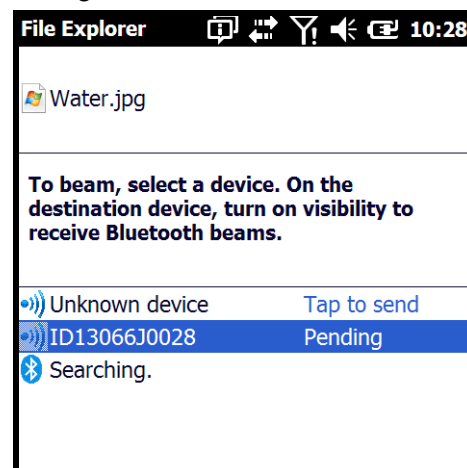 File Explorer 10:28
Water.jpg
To beam, select a device. On the
destination device, turn on visibility to
receive Bluetooth beams.
Unknown device Tap to send
ID13066J0028 Pending
Searching.